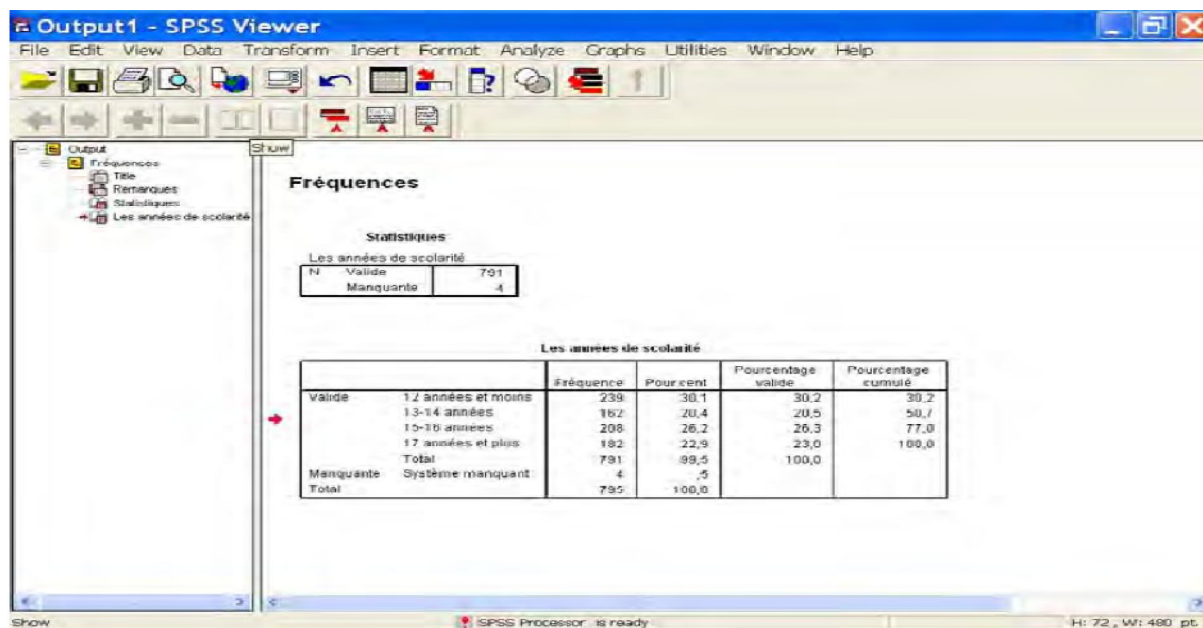 Output1 - SPSS Viewer
File Edit View Data Transform Insert Format Analyze Graphs Utilities Window Help
Output
Fréquences
Title
Remarques
Statistiques
Les années de scolarité
Show
Fréquences
Statistiques
Les années de scolarité
N Valide 791
Manquante 4
Les années de scolarité
Fréquence Pour cent Pourcentage valide Pourcentage cumulé
Valide 12 années et moins 239 30,1 30,2 30,2
13-14 années 162 20,4 20,5 50,7
15-16 années 208 26,2 26,3 77,0
17 années et plus 182 22,9 23,0 100,0
Total 791 99,5 100,0
Manquante Système manquant 4 ,5
Total 795 100,0
Show SPSS Processor is ready H: 72 , W: 480 pt.